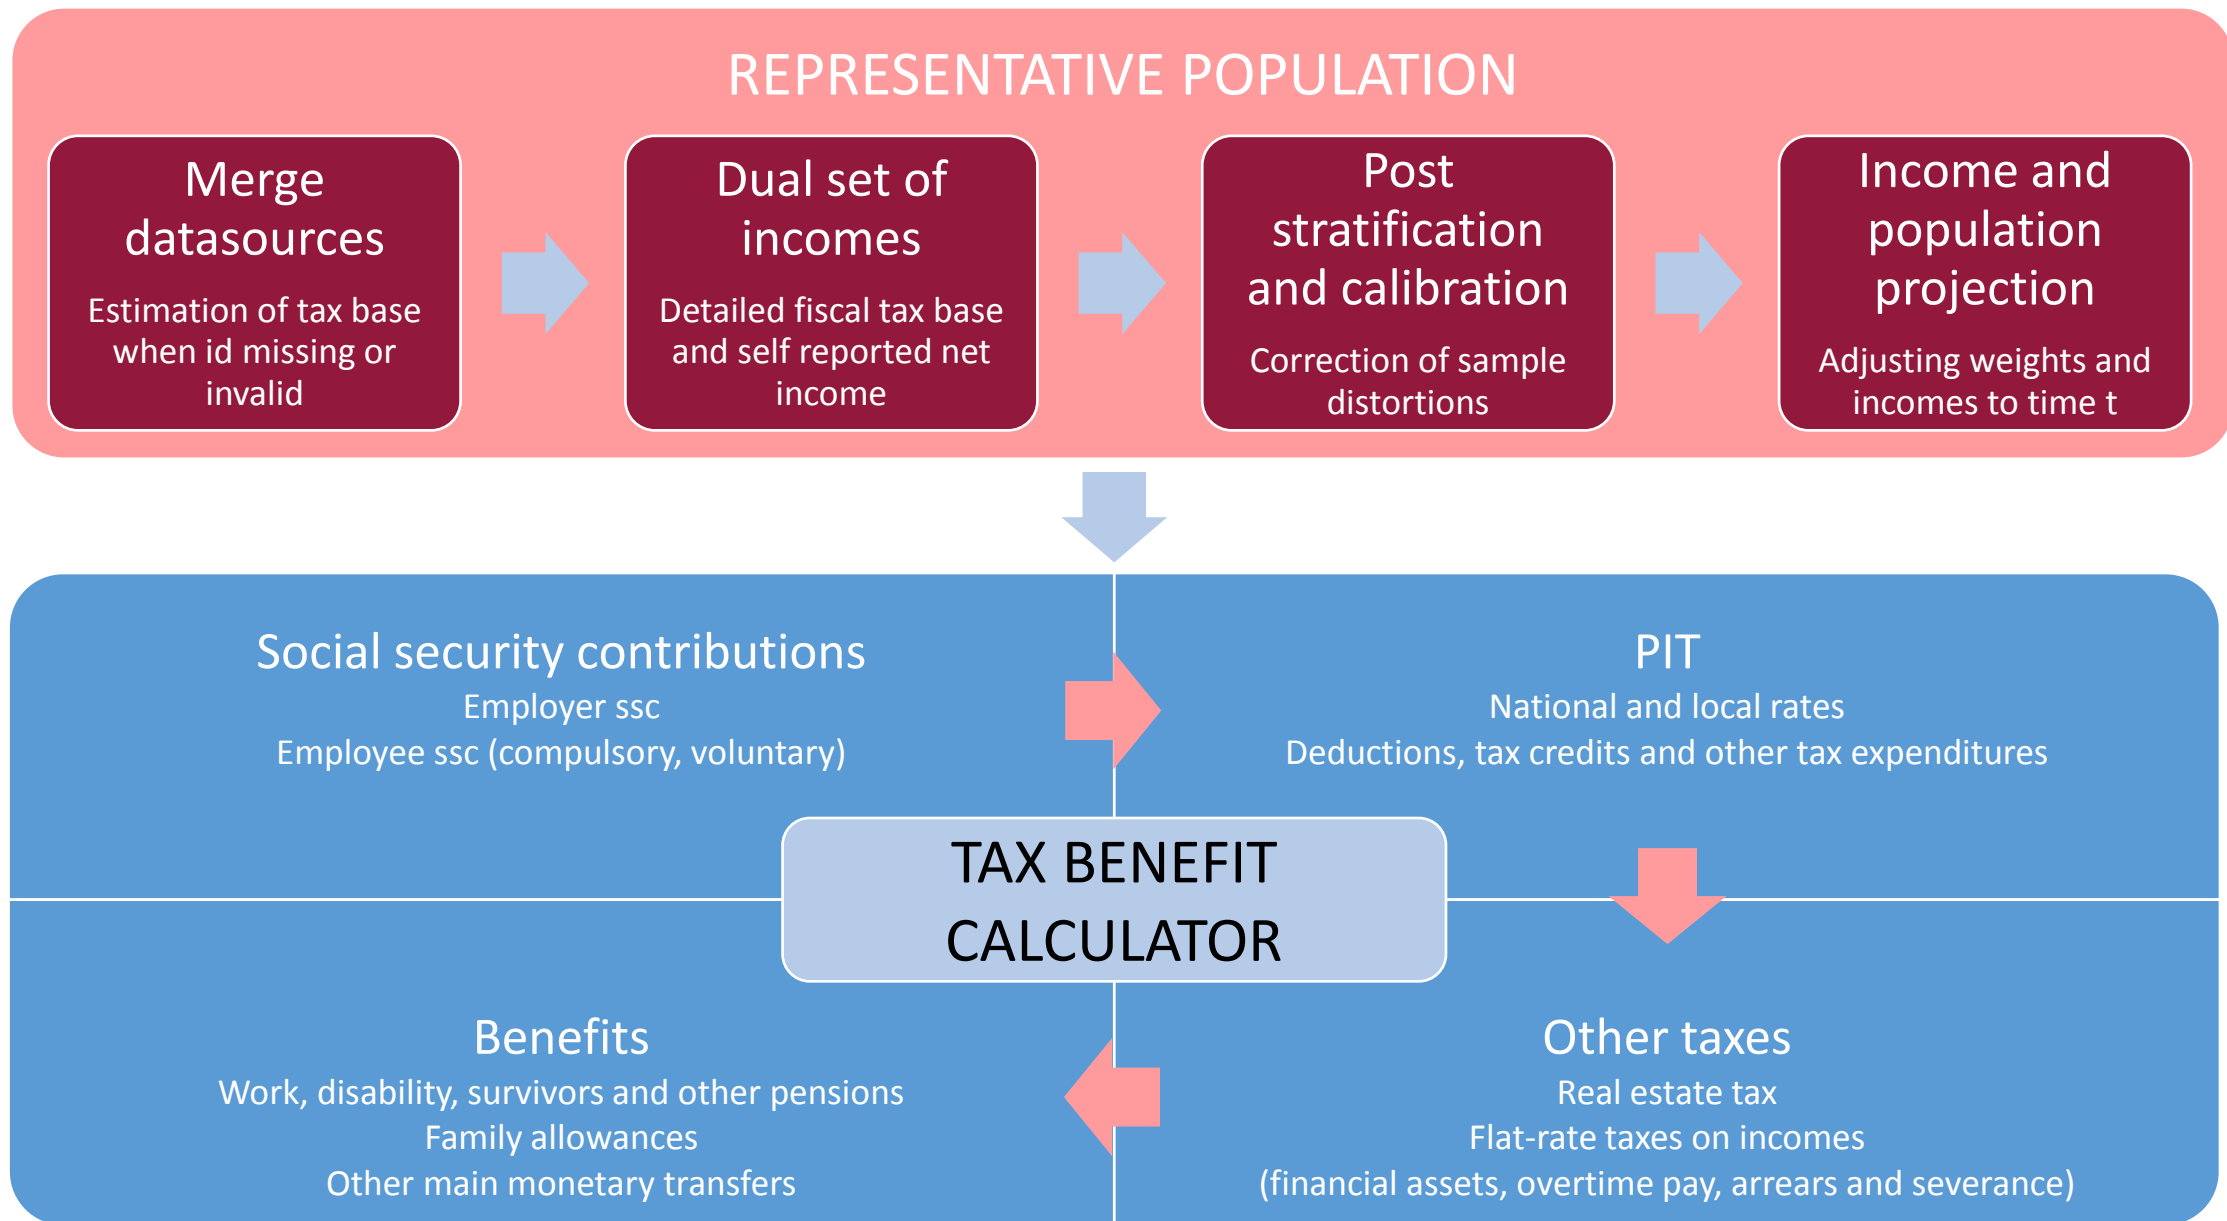 REPRESENTATIVE POPULATION
Merge
datasources
Estimation of tax base
when id missing or
invalid
Dual set of
incomes
Detailed fiscal tax base
and self reported net
income
Post
stratification
and calibration
Correction of sample
distortions
Income and
population
projection
Adjusting weights and
incomes to time t
Social security contributions
Employer ssc
Employee ssc (compulsory, voluntary)
PIT
National and local rates
Deductions, tax credits and other tax expenditures
TAX BENEFIT
CALCULATOR
Benefits
Work, disability, survivors and other pensions
Family allowances
Other main monetary transfers
Other taxes
Real estate tax
Flat-rate taxes on incomes
(financial assets, overtime pay, arrears and severance)